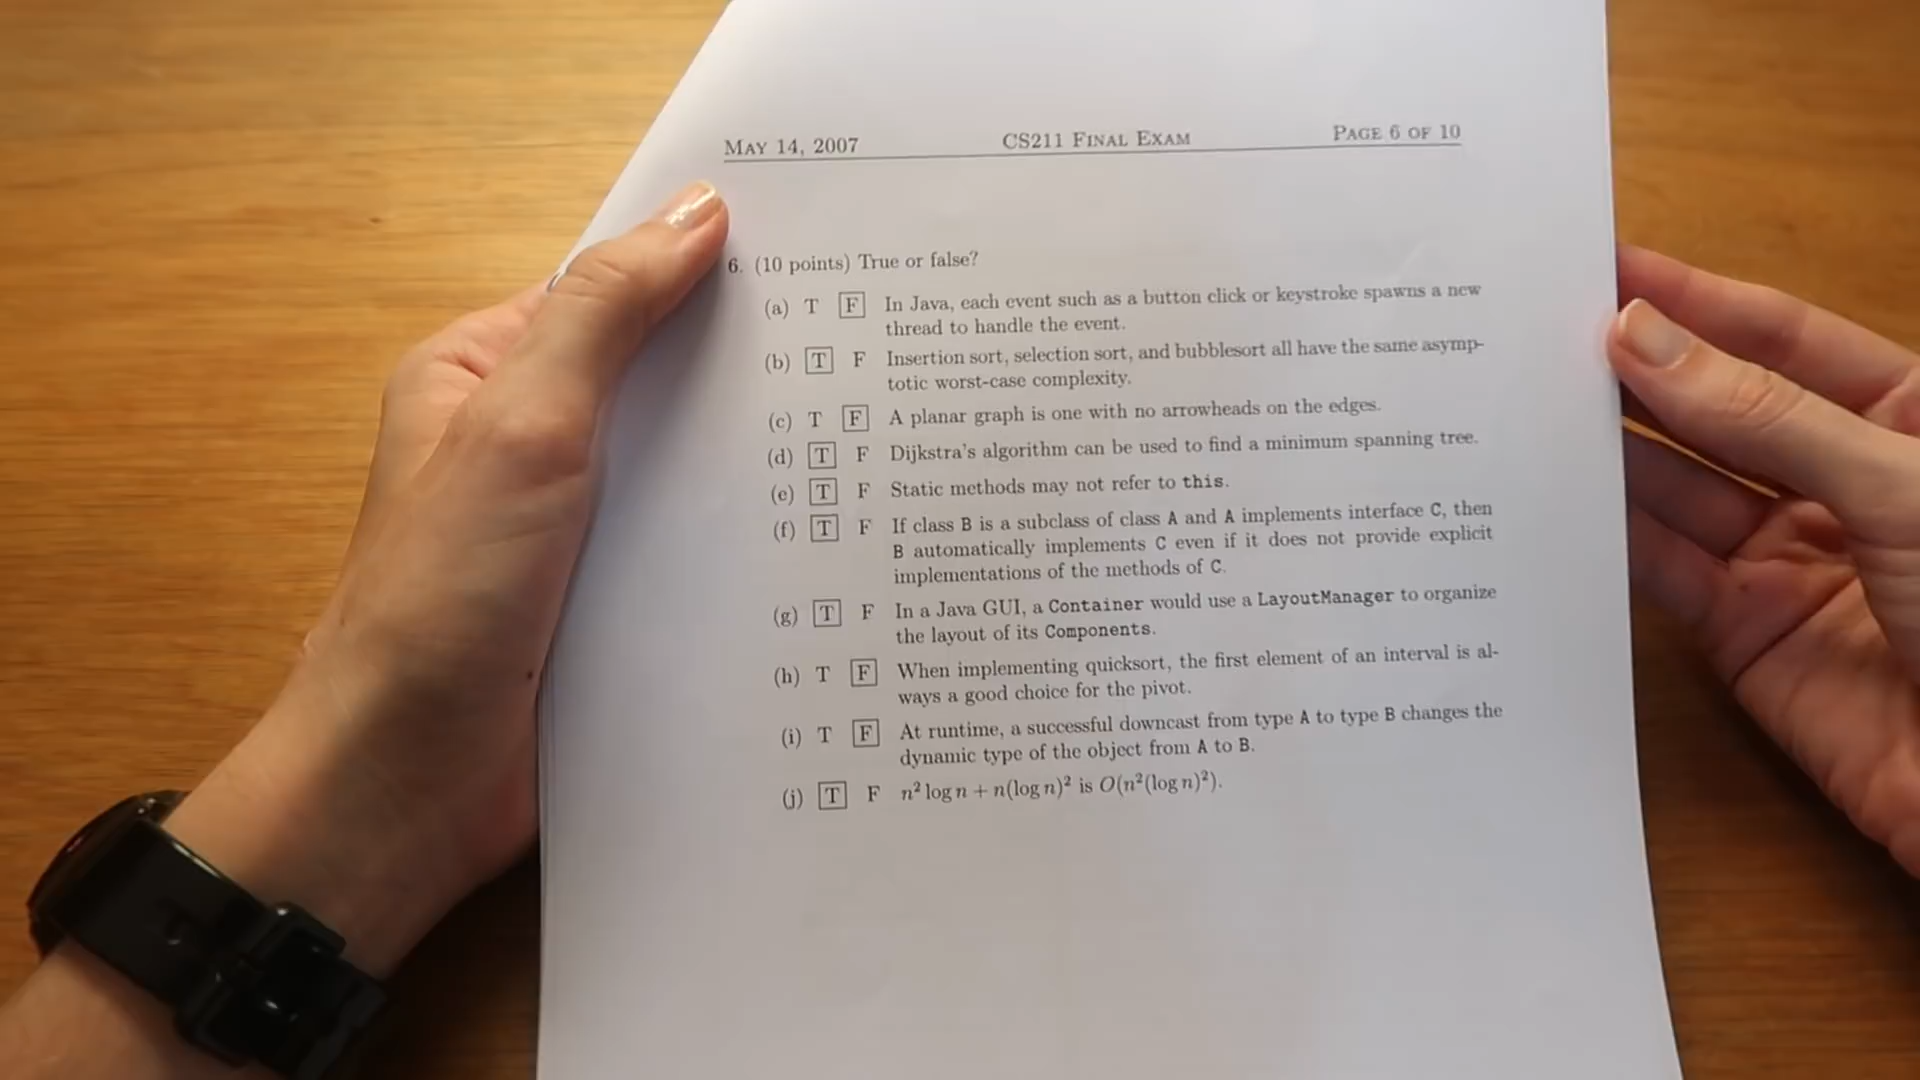 MAY 14, 2007 CS211 FINAL EXAM PAGE 6 OF 10
6. (10 points) True or false?
(a) T F In Java, each event such as a button click or keystroke spawns a new
thread to handle the event.
(b) T F Insertion sort, selection sort, and bubblesort all have the same asymp-
totic worst-case complexity.
(c) T F A planar graph is one with no arrowheads on the edges.
(d) T F Dijkstra's algorithm can be used to find a minimum spanning tree.
(e) T F Static methods may not refer to this.
(f) T F If class B is a subclass of class A and A implements interface C, then
B automatically implements C even if it does not provide explicit
implementations of the methods of C.
(g) T F In a Java GUI, a Container would use a LayoutManager to organize
the layout of its Components.
(h) T F When implementing quicksort, the first element of an interval is al-
ways a good choice for the pivot.
(i) T F At runtime, a successful downcast from type A to type B changes the
dynamic type of the object from A to B.
(j) T F n² log n + n(log n)² is O(n²(log n)²).